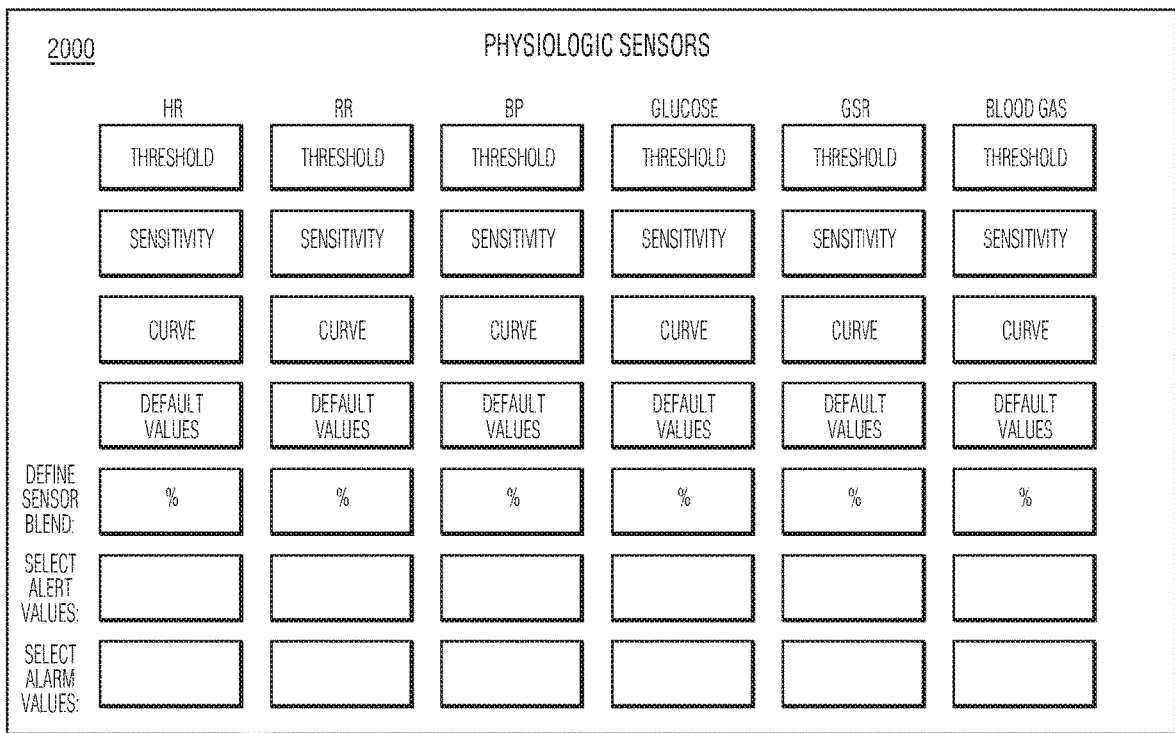 2000
PHYSIOLOGIC SENSORS
HR RR BP GLUCOSE GSR BLOOD GAS
THRESHOLD THRESHOLD THRESHOLD THRESHOLD THRESHOLD THRESHOLD
SENSITIVITY SENSITIVITY SENSITIVITY SENSITIVITY SENSITIVITY SENSITIVITY
CURVE CURVE CURVE CURVE CURVE CURVE
DEFAULT DEFAULT DEFAULT DEFAULT DEFAULT DEFAULT
VALUES VALUES VALUES VALUES VALUES VALUES
DEFINE
SENSOR
BLEND:
% % % % % %
SELECT
ALERT
VALUES:
SELECT
ALARM
VALUES: